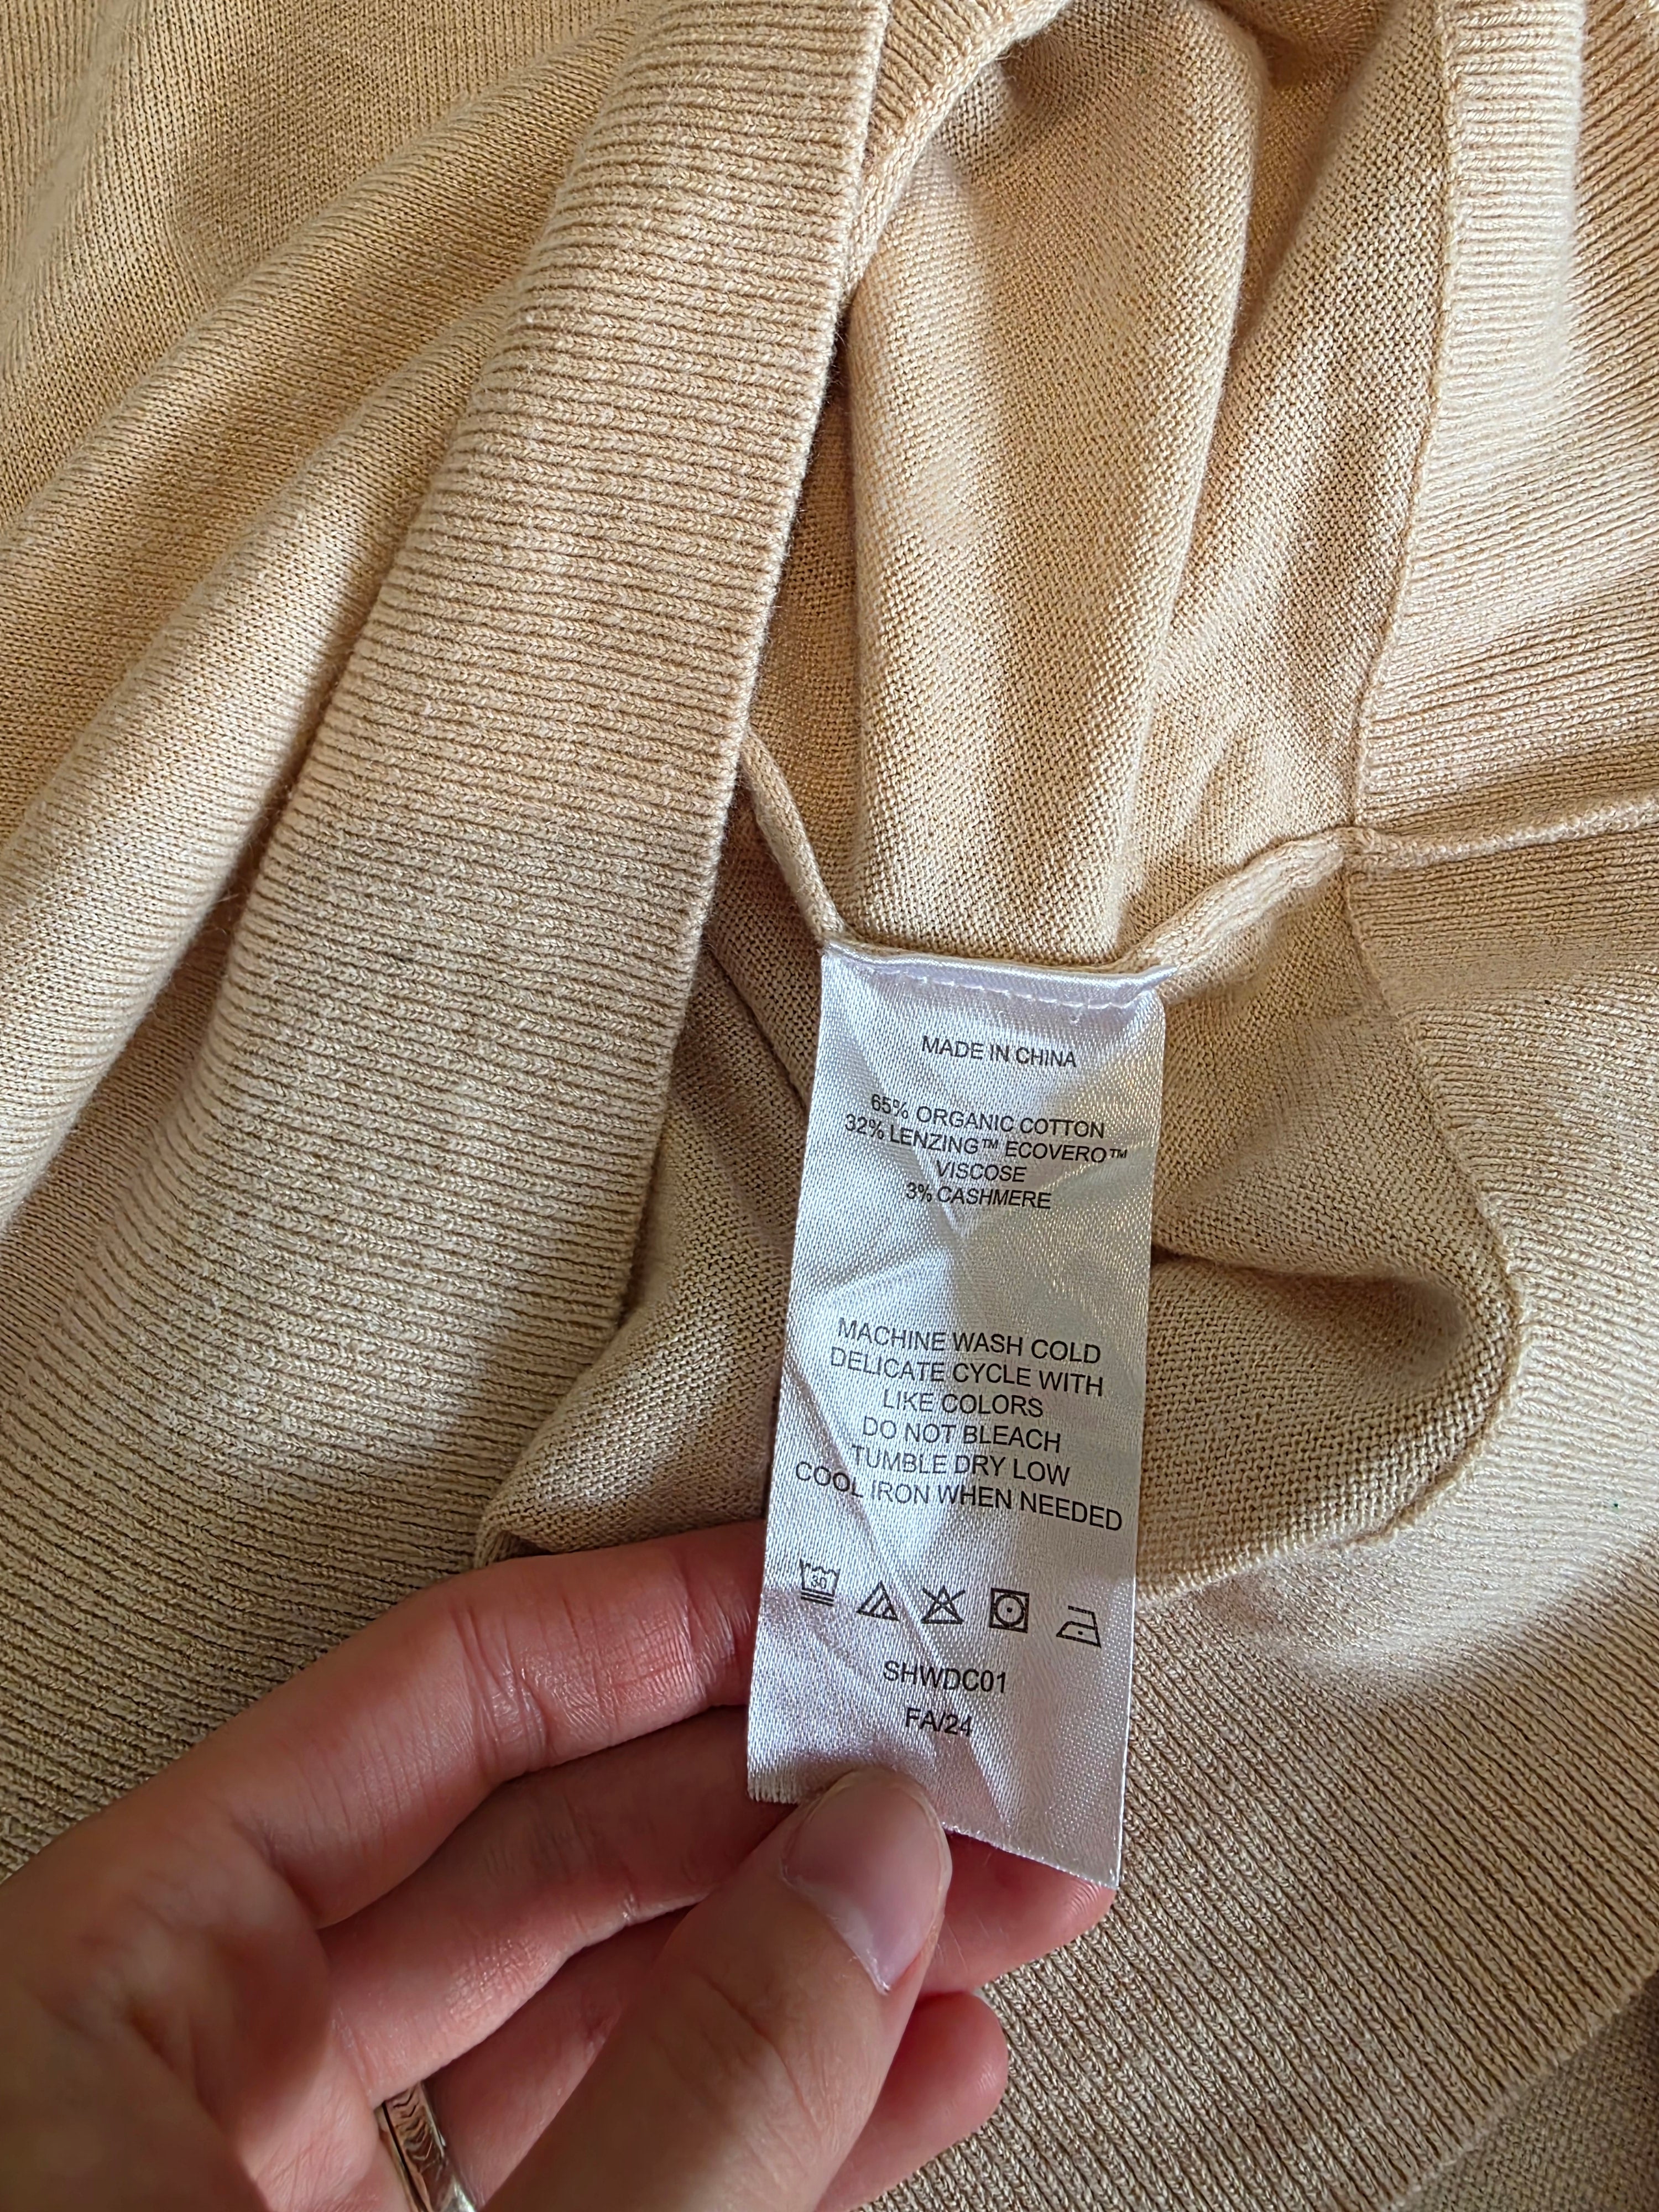 MADE IN CHINA
65% ORGANIC COTTON
32% LENZING™ ECOVERO™
VISCOSE
3% CASHMERE
MACHINE WASH COLD
DELICATE CYCLE WITH
LIKE COLORS
DO NOT BLEACH
TUMBLE DRY LOW
COOL IRON WHEN NEEDED
30
SHWDC01
FA/24